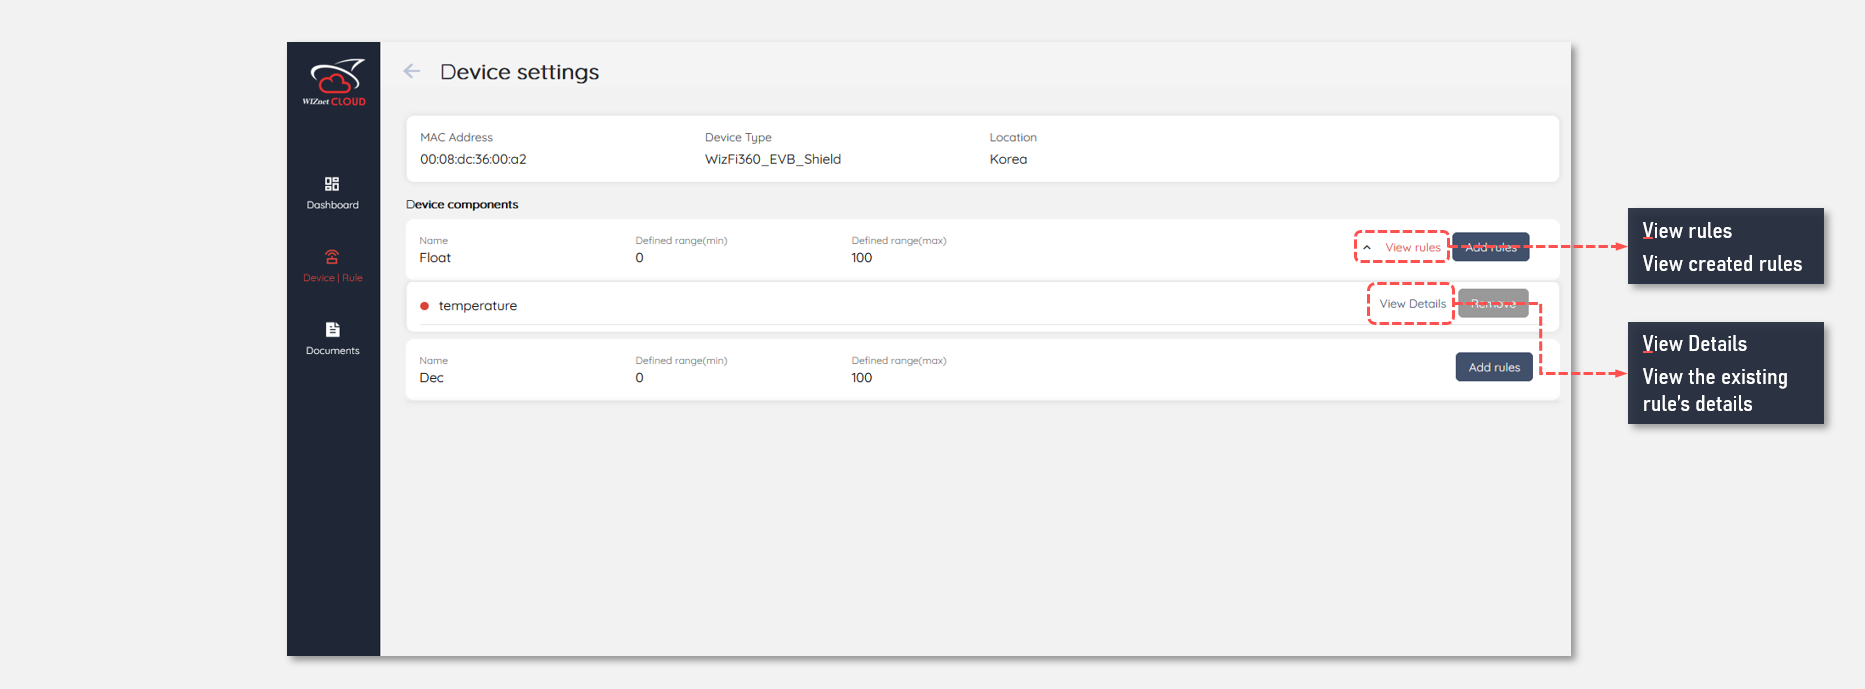 WIZnet CLOUD
Device settings
MAC Address Device Type Location
00:08:dc:36:00:a2 WizFi360_EVB_Shield Korea
Dashboard
Device components
Name Defined range(min) Defined range(max)
Float 0 100
View rules Add rules
Device | Rule
temperature View Details Remove
Documents
Name Defined range(min) Defined range(max)
Dec 0 100
Add rules
View rules
View created rules
View Details
View the existing
rule's details